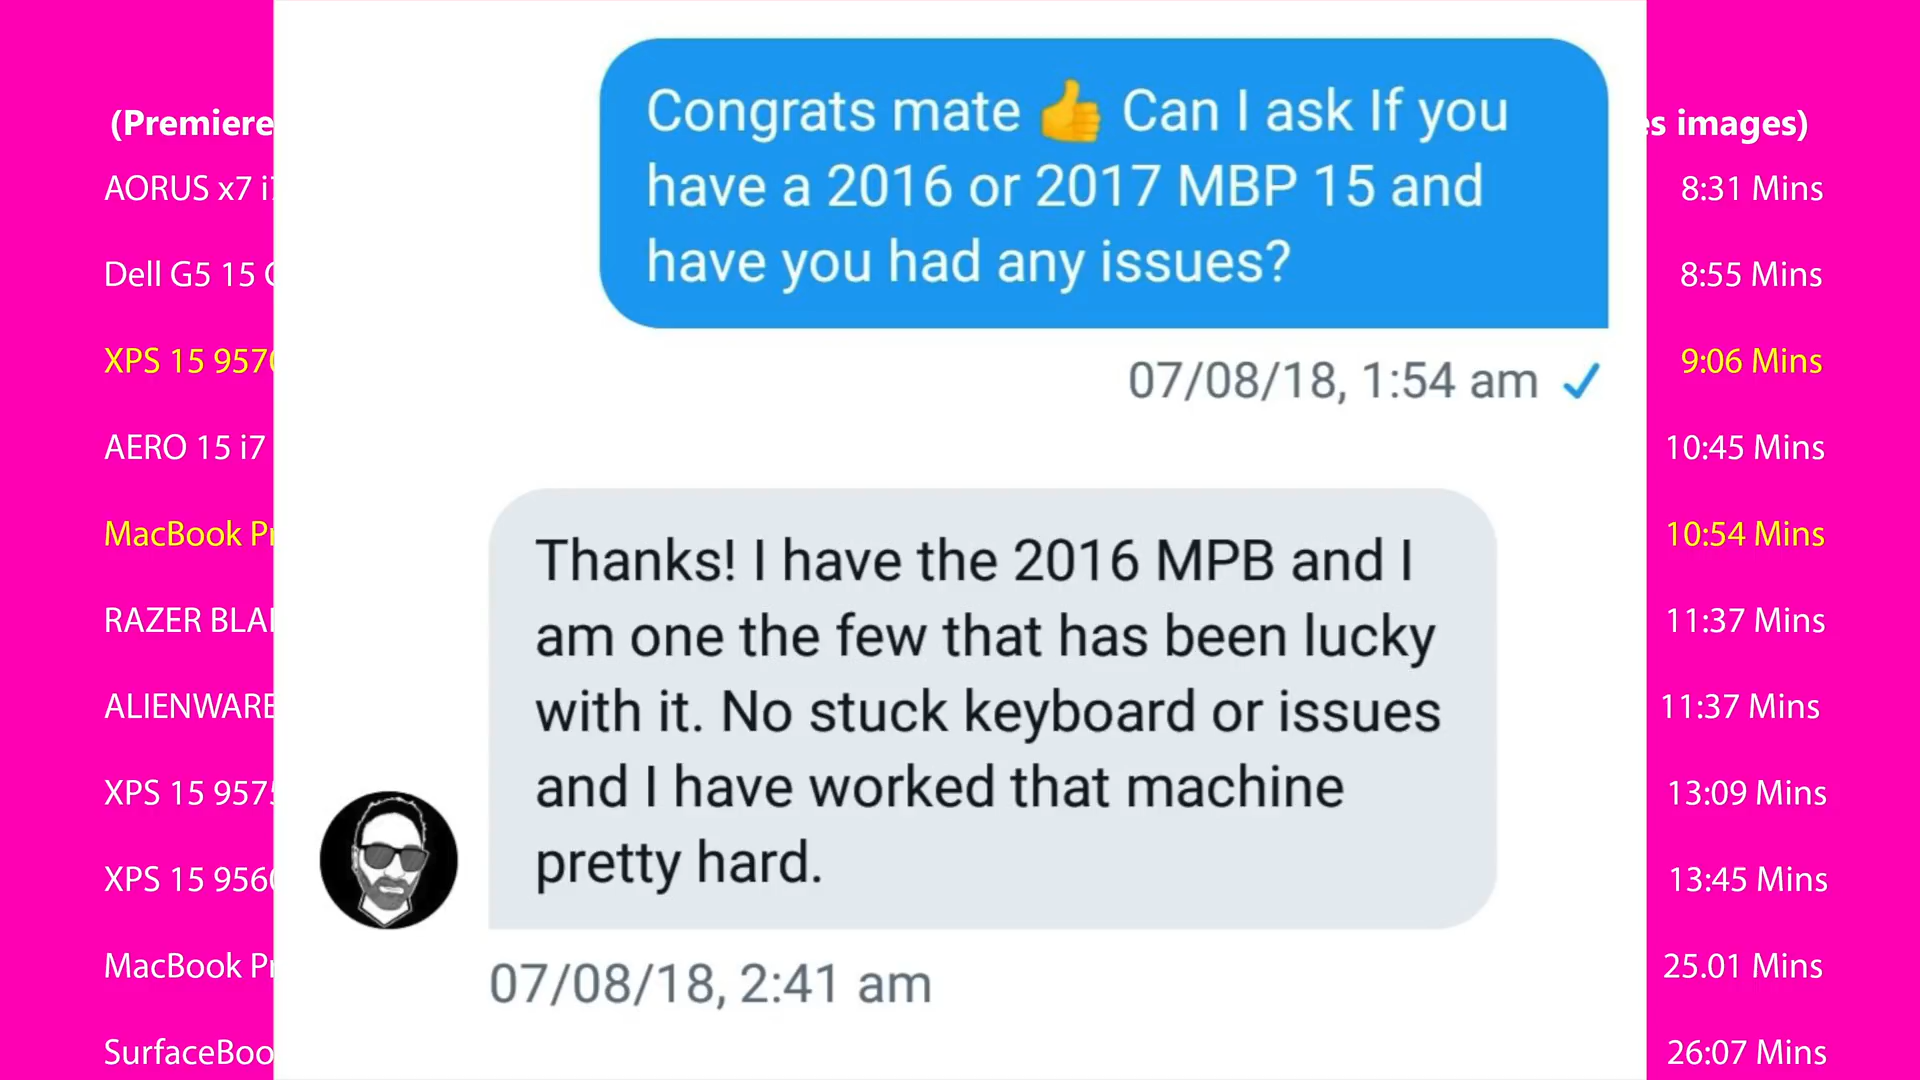 Congrats mate 👍 Can I ask If you
have a 2016 or 2017 MBP 15 and
have you had any issues?
07/08/18, 1:54 am
Thanks! I have the 2016 MPB and I
am one the few that has been lucky
with it. No stuck keyboard or issues
and I have worked that machine
pretty hard.
07/08/18, 2:41 am
(Premiere
images)
AORUS x7
8:31 Mins
Dell G5 15
8:55 Mins
XPS 15
9:06 Mins
AERO 15 i7
10:45 Mins
MacBook
10:54 Mins
RAZER
11:37 Mins
ALIENWARE
11:37 Mins
XPS 15
13:09 Mins
XPS 15
13:45 Mins
MacBook
25.01 Mins
26:07 Mins